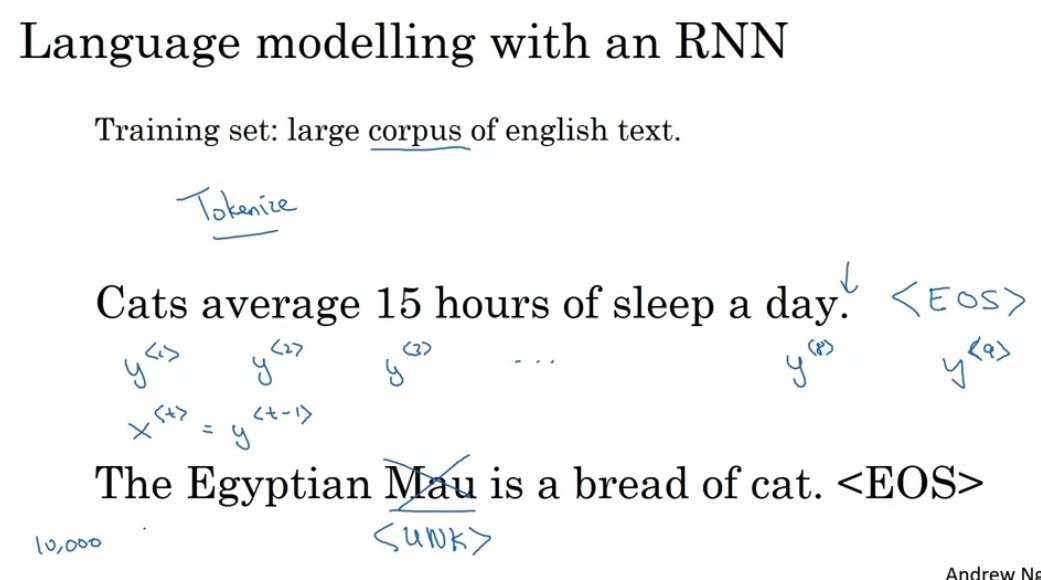 Language modelling with an RNN
Training set: large corpus of english text.
Tokenize
Cats average 15 hours of sleep a day. <EOS>
y<1> y<2> y<3> ... y<8> y<9>
x<t> = y<t-1>
The Egyptian Mau is a bread of cat. <EOS>
10,000 <UNK>
Andrew Ng